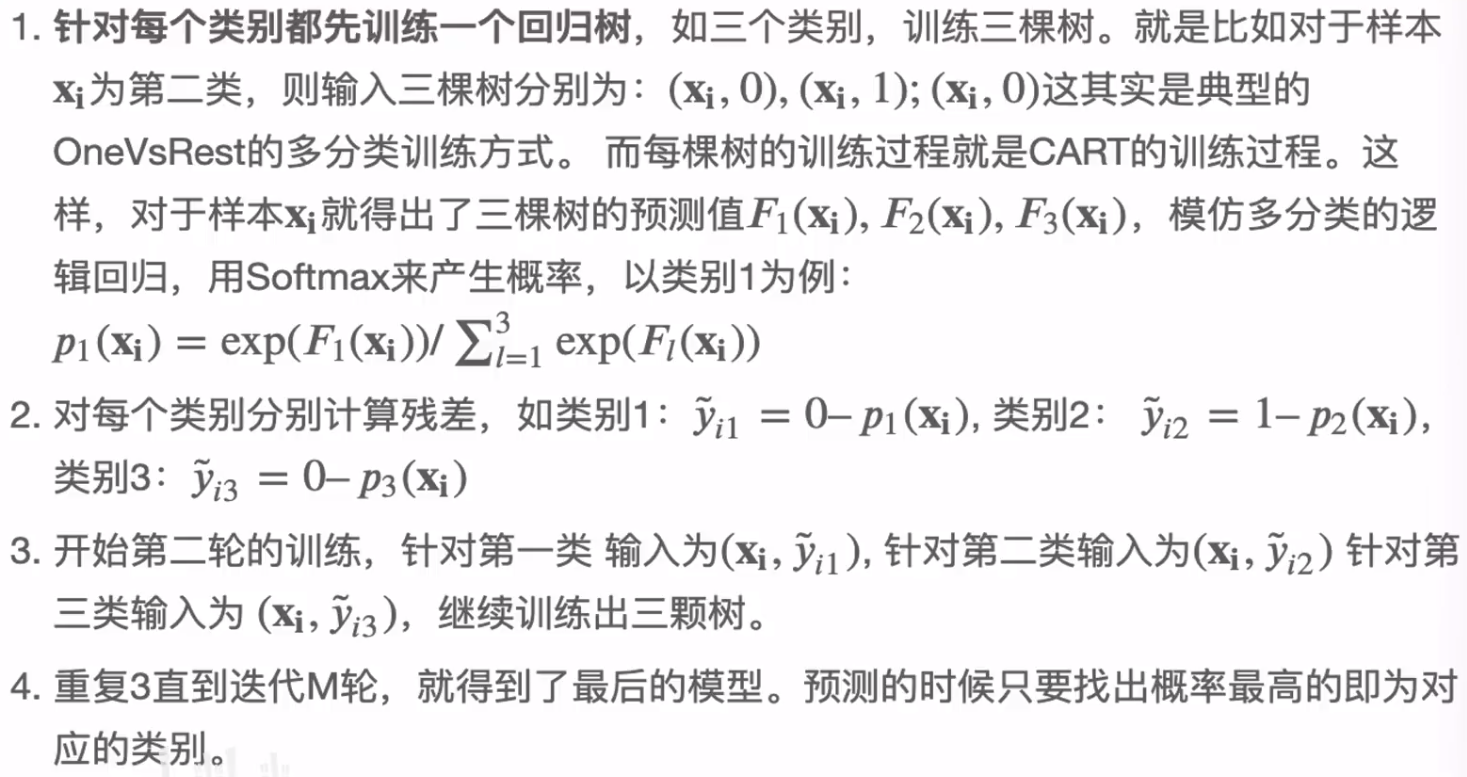 1. 针对每个类别都先训练一个回归树，如三个类别，训练三棵树。就是比如对于样本
xᵢ为第二类，则输入三棵树分别为：(xᵢ, 0), (xᵢ, 1); (xᵢ, 0)这其实是典型的
OneVsRest的多分类训练方式。 而每棵树的训练过程就是CART的训练过程。这
样，对于样本xᵢ就得出了三棵树的预测值F₁(xᵢ), F₂(xᵢ), F₃(xᵢ)，模仿多分类的逻
辑回归，用Softmax来产生概率，以类别1为例：
p₁(xᵢ) = exp(F₁(xᵢ))/ ∑³ₗ₌₁ exp(Fₗ(xᵢ))
2. 对每个类别分别计算残差，如类别1：ỹᵢ₁ = 0– p₁(xᵢ), 类别2： ỹᵢ₂ = 1– p₂(xᵢ),
类别3：ỹᵢ₃ = 0– p₃(xᵢ)
3. 开始第二轮的训练，针对第一类 输入为(xᵢ, ỹᵢ₁), 针对第二类输入为(xᵢ, ỹᵢ₂) 针对第
三类输入为 (xᵢ, ỹᵢ₃)，继续训练出三颗树。
4. 重复3直到迭代M轮，就得到了最后的模型。预测的时候只要找出概率最高的即为对
应的类别。